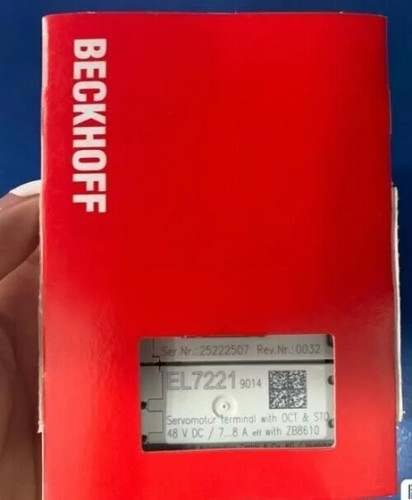 BECKHOFF
Ser.Nr.:25222507 Rev.Nr.:0032
EL7221 9014
Servomotor terminal with OCT & STO
48 V DC / 7...8 A eff with ZB8610